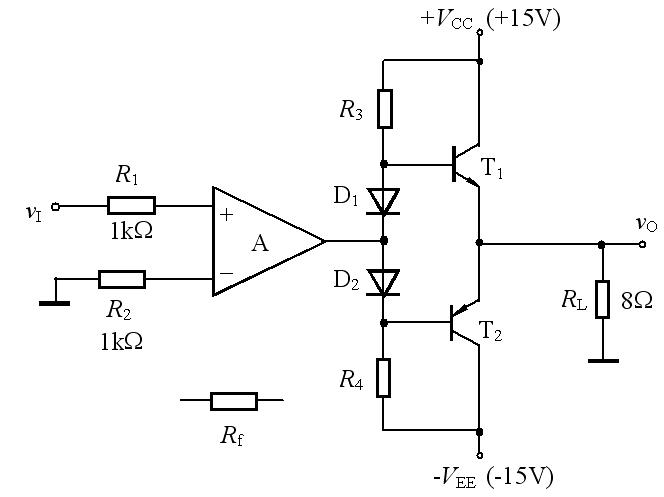 +VCC (+15V)
R3
T1
R1
D1
vI
+
1kΩ
A
vO
−
R2
1kΩ
D2
RL
8Ω
T2
R4
Rf
-VEE (-15V)